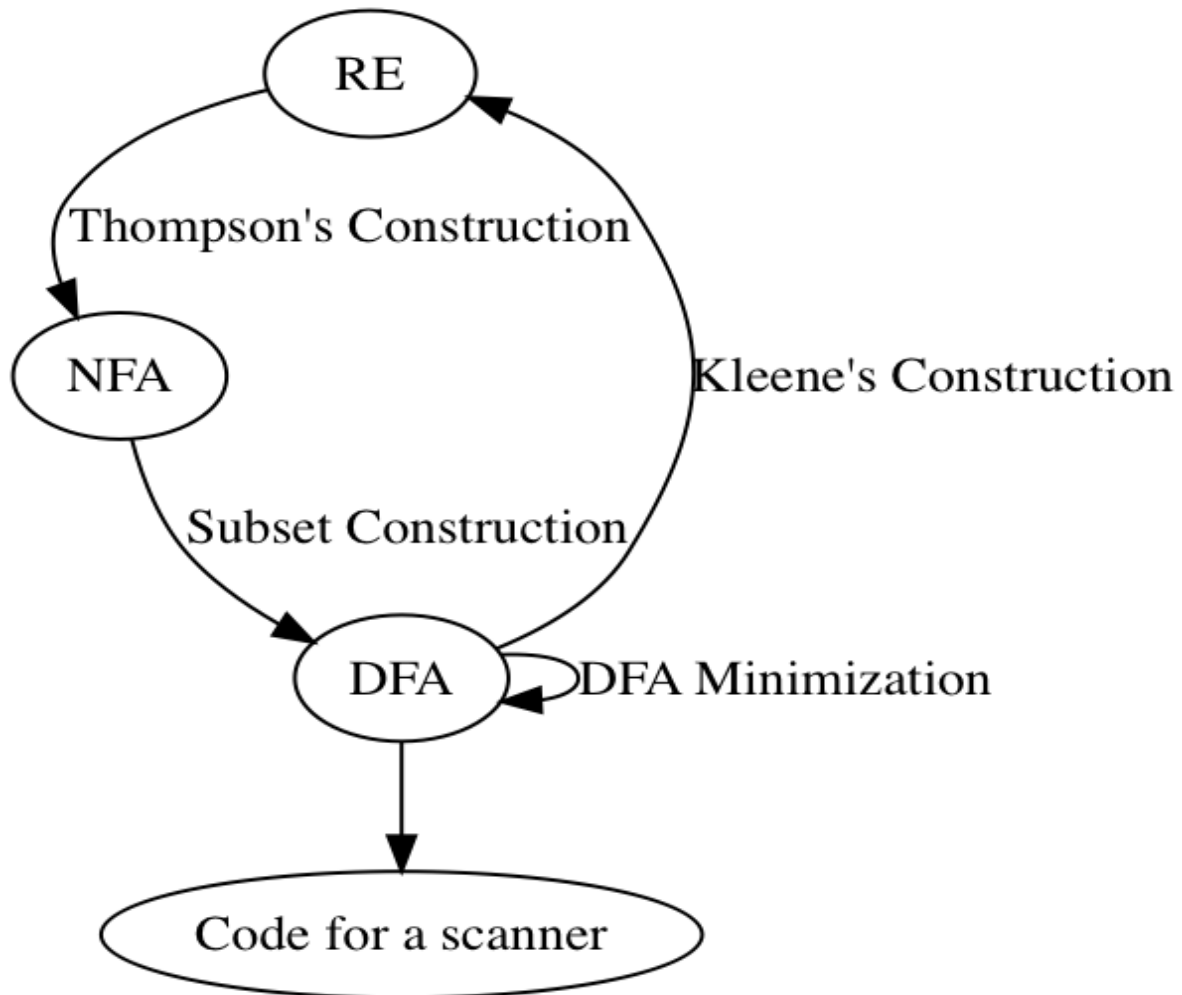 RE
Thompson's Construction
NFA
Kleene's Construction
Subset Construction
DFA
DFA Minimization
Code for a scanner